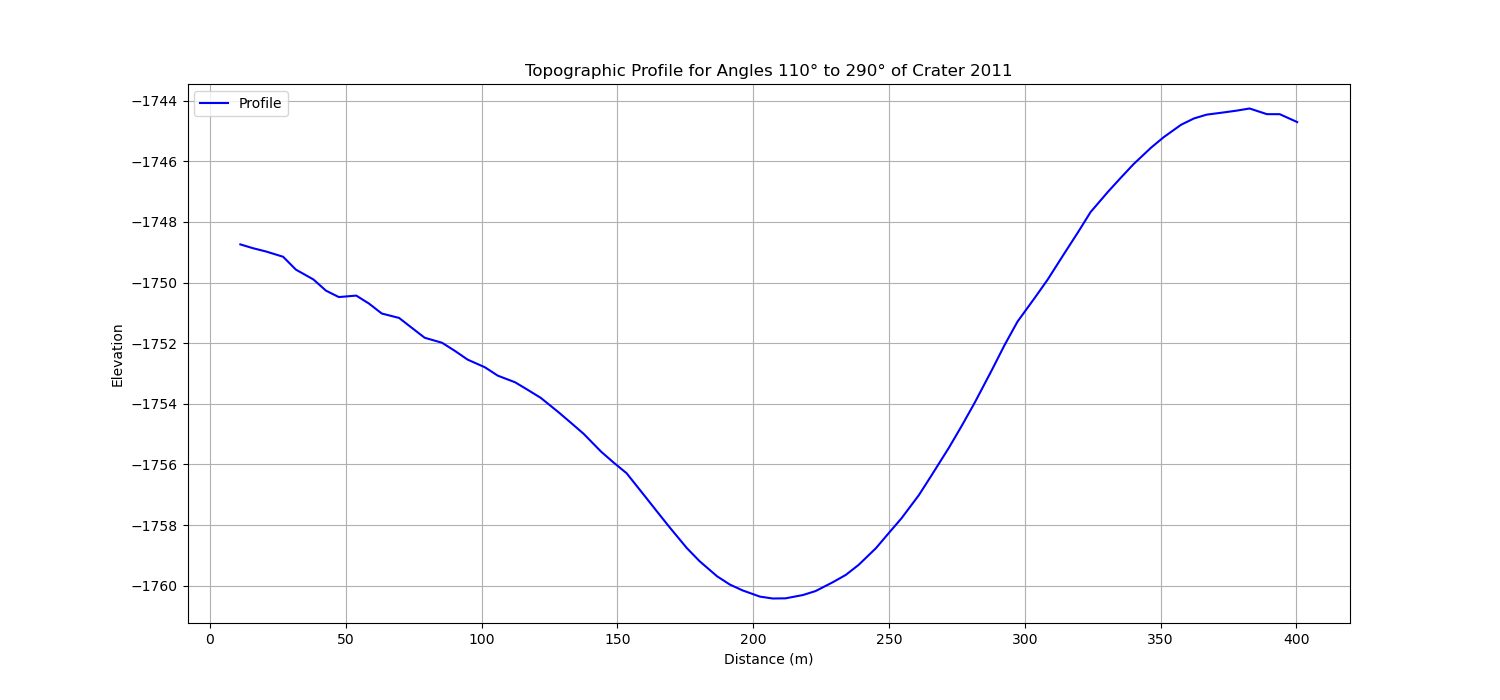 Topographic Profile for Angles 110° to 290° of Crater 2011
Profile
−1744
−1746
−1748
−1750
−1752
−1754
−1756
−1758
−1760
Elevation
0 50 100 150 200 250 300 350 400
Distance (m)